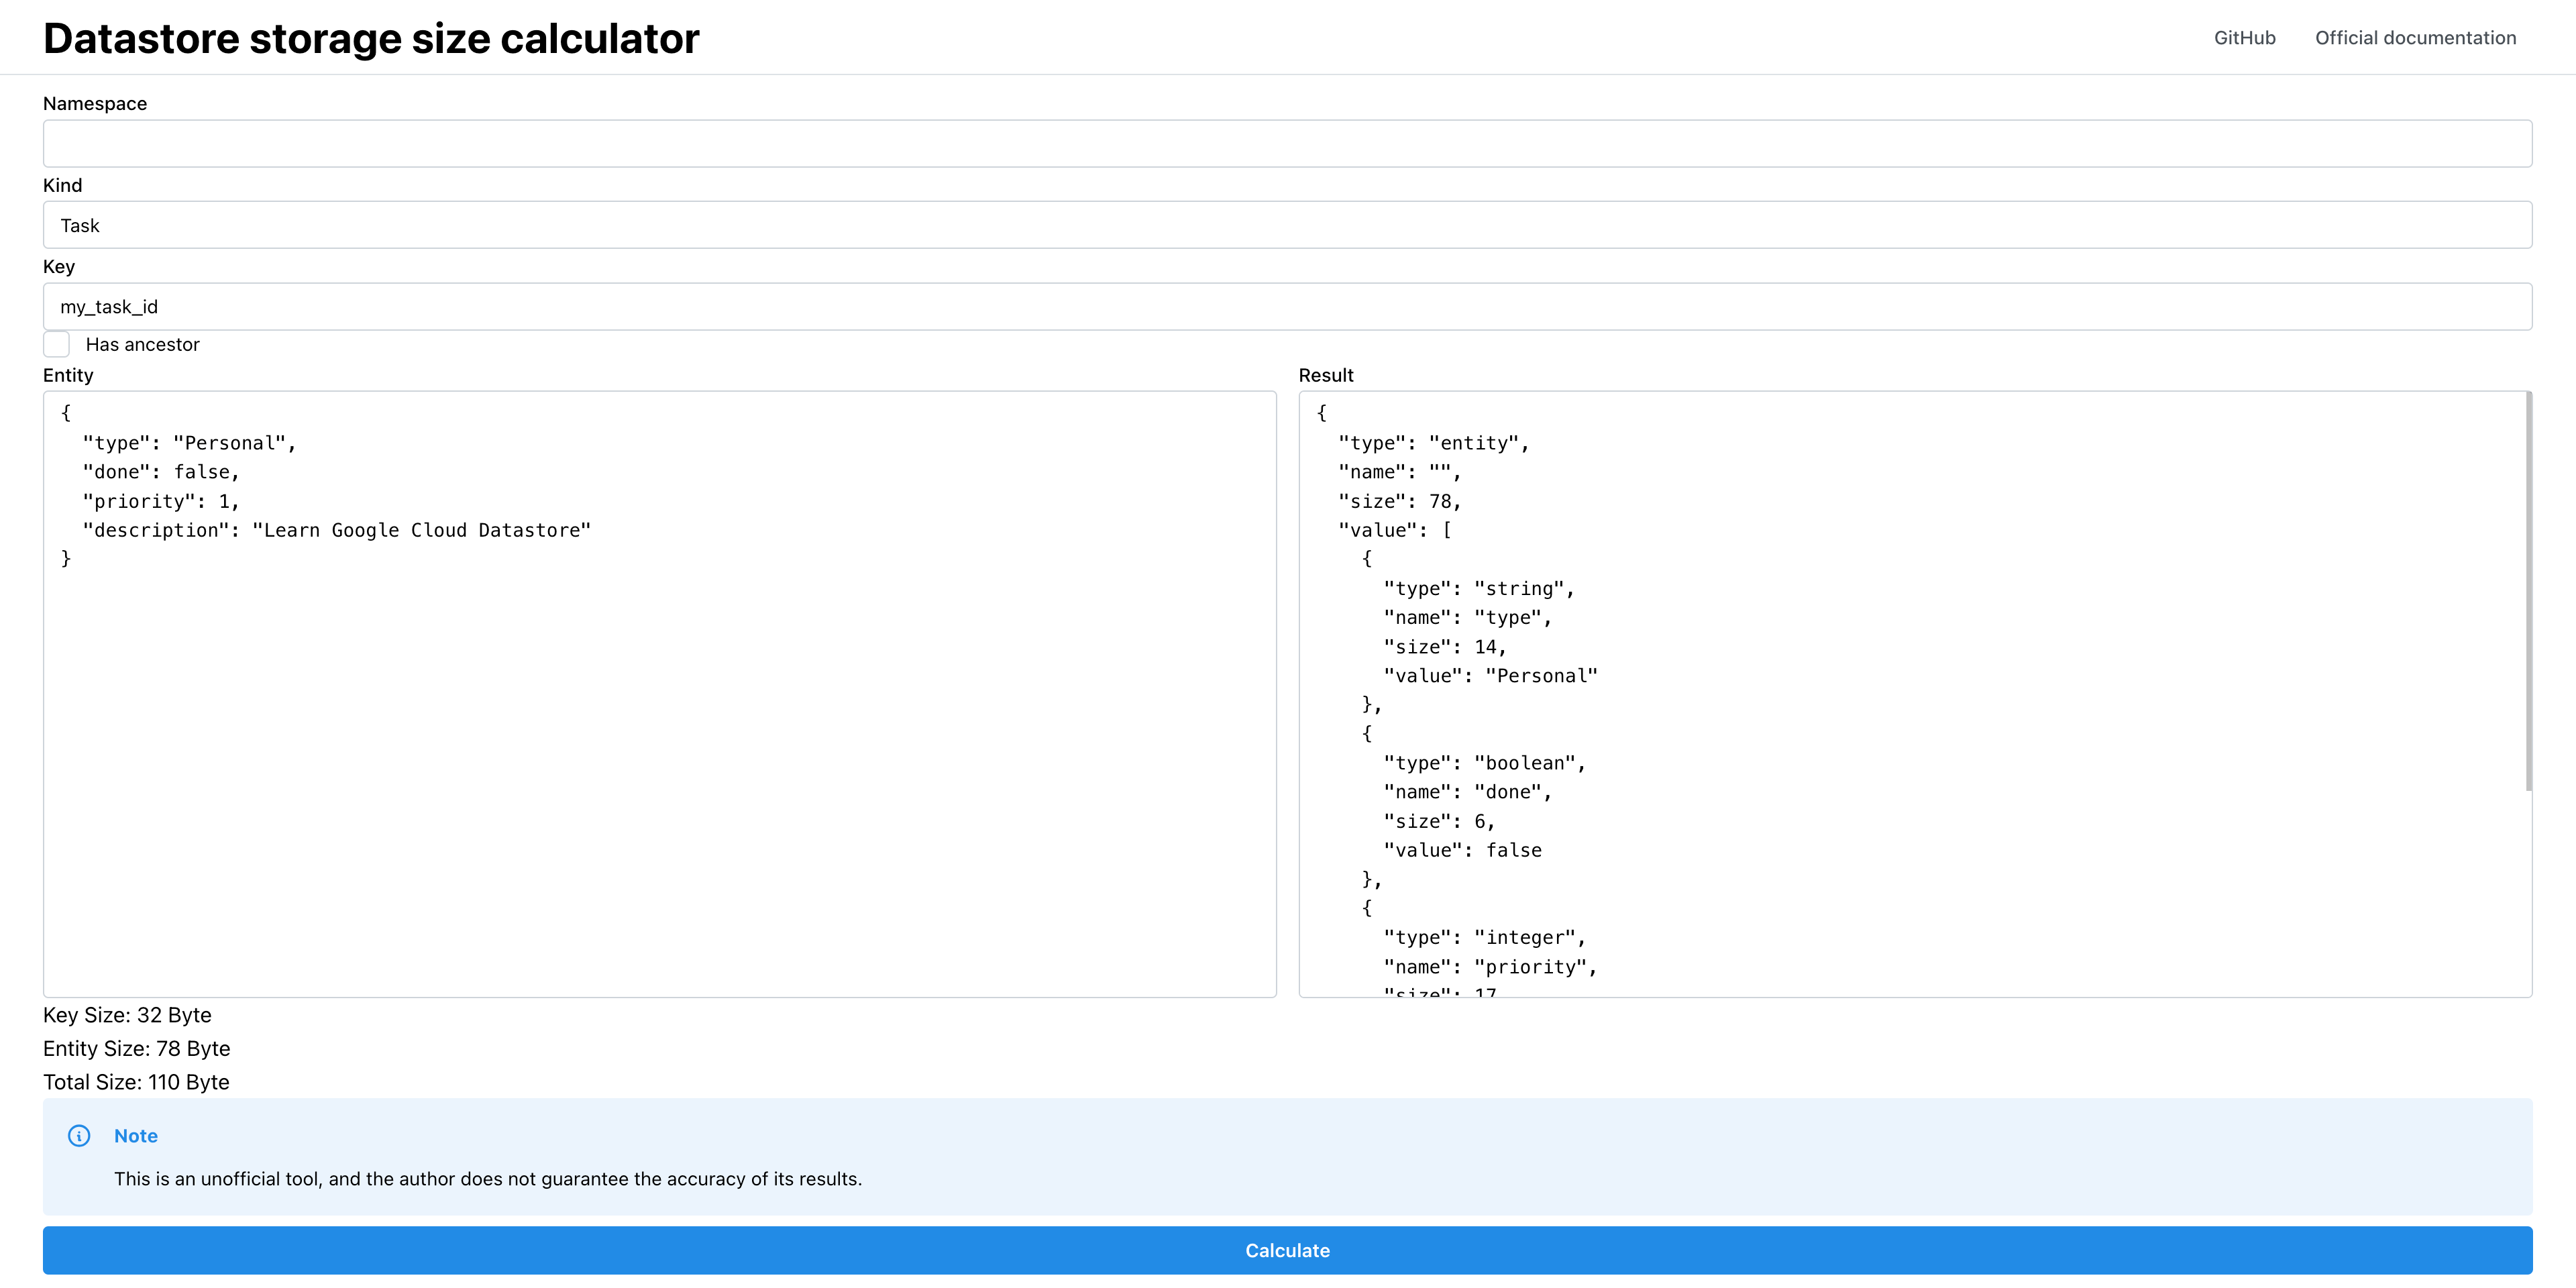 Datastore storage size calculator
GitHub
Official documentation
Namespace
Kind
Task
Key
my_task_id
Has ancestor
Entity
{
  "type": "Personal",
  "done": false,
  "priority": 1,
  "description": "Learn Google Cloud Datastore"
}
Result
{
  "type": "entity",
  "name": "",
  "size": 78,
  "value": [
    {
      "type": "string",
      "name": "type",
      "size": 14,
      "value": "Personal"
    },
    {
      "type": "boolean",
      "name": "done",
      "size": 6,
      "value": false
    },
    {
      "type": "integer",
      "name": "priority",
      "size": 17
Key Size: 32 Byte
Entity Size: 78 Byte
Total Size: 110 Byte
Note
This is an unofficial tool, and the author does not guarantee the accuracy of its results.
Calculate